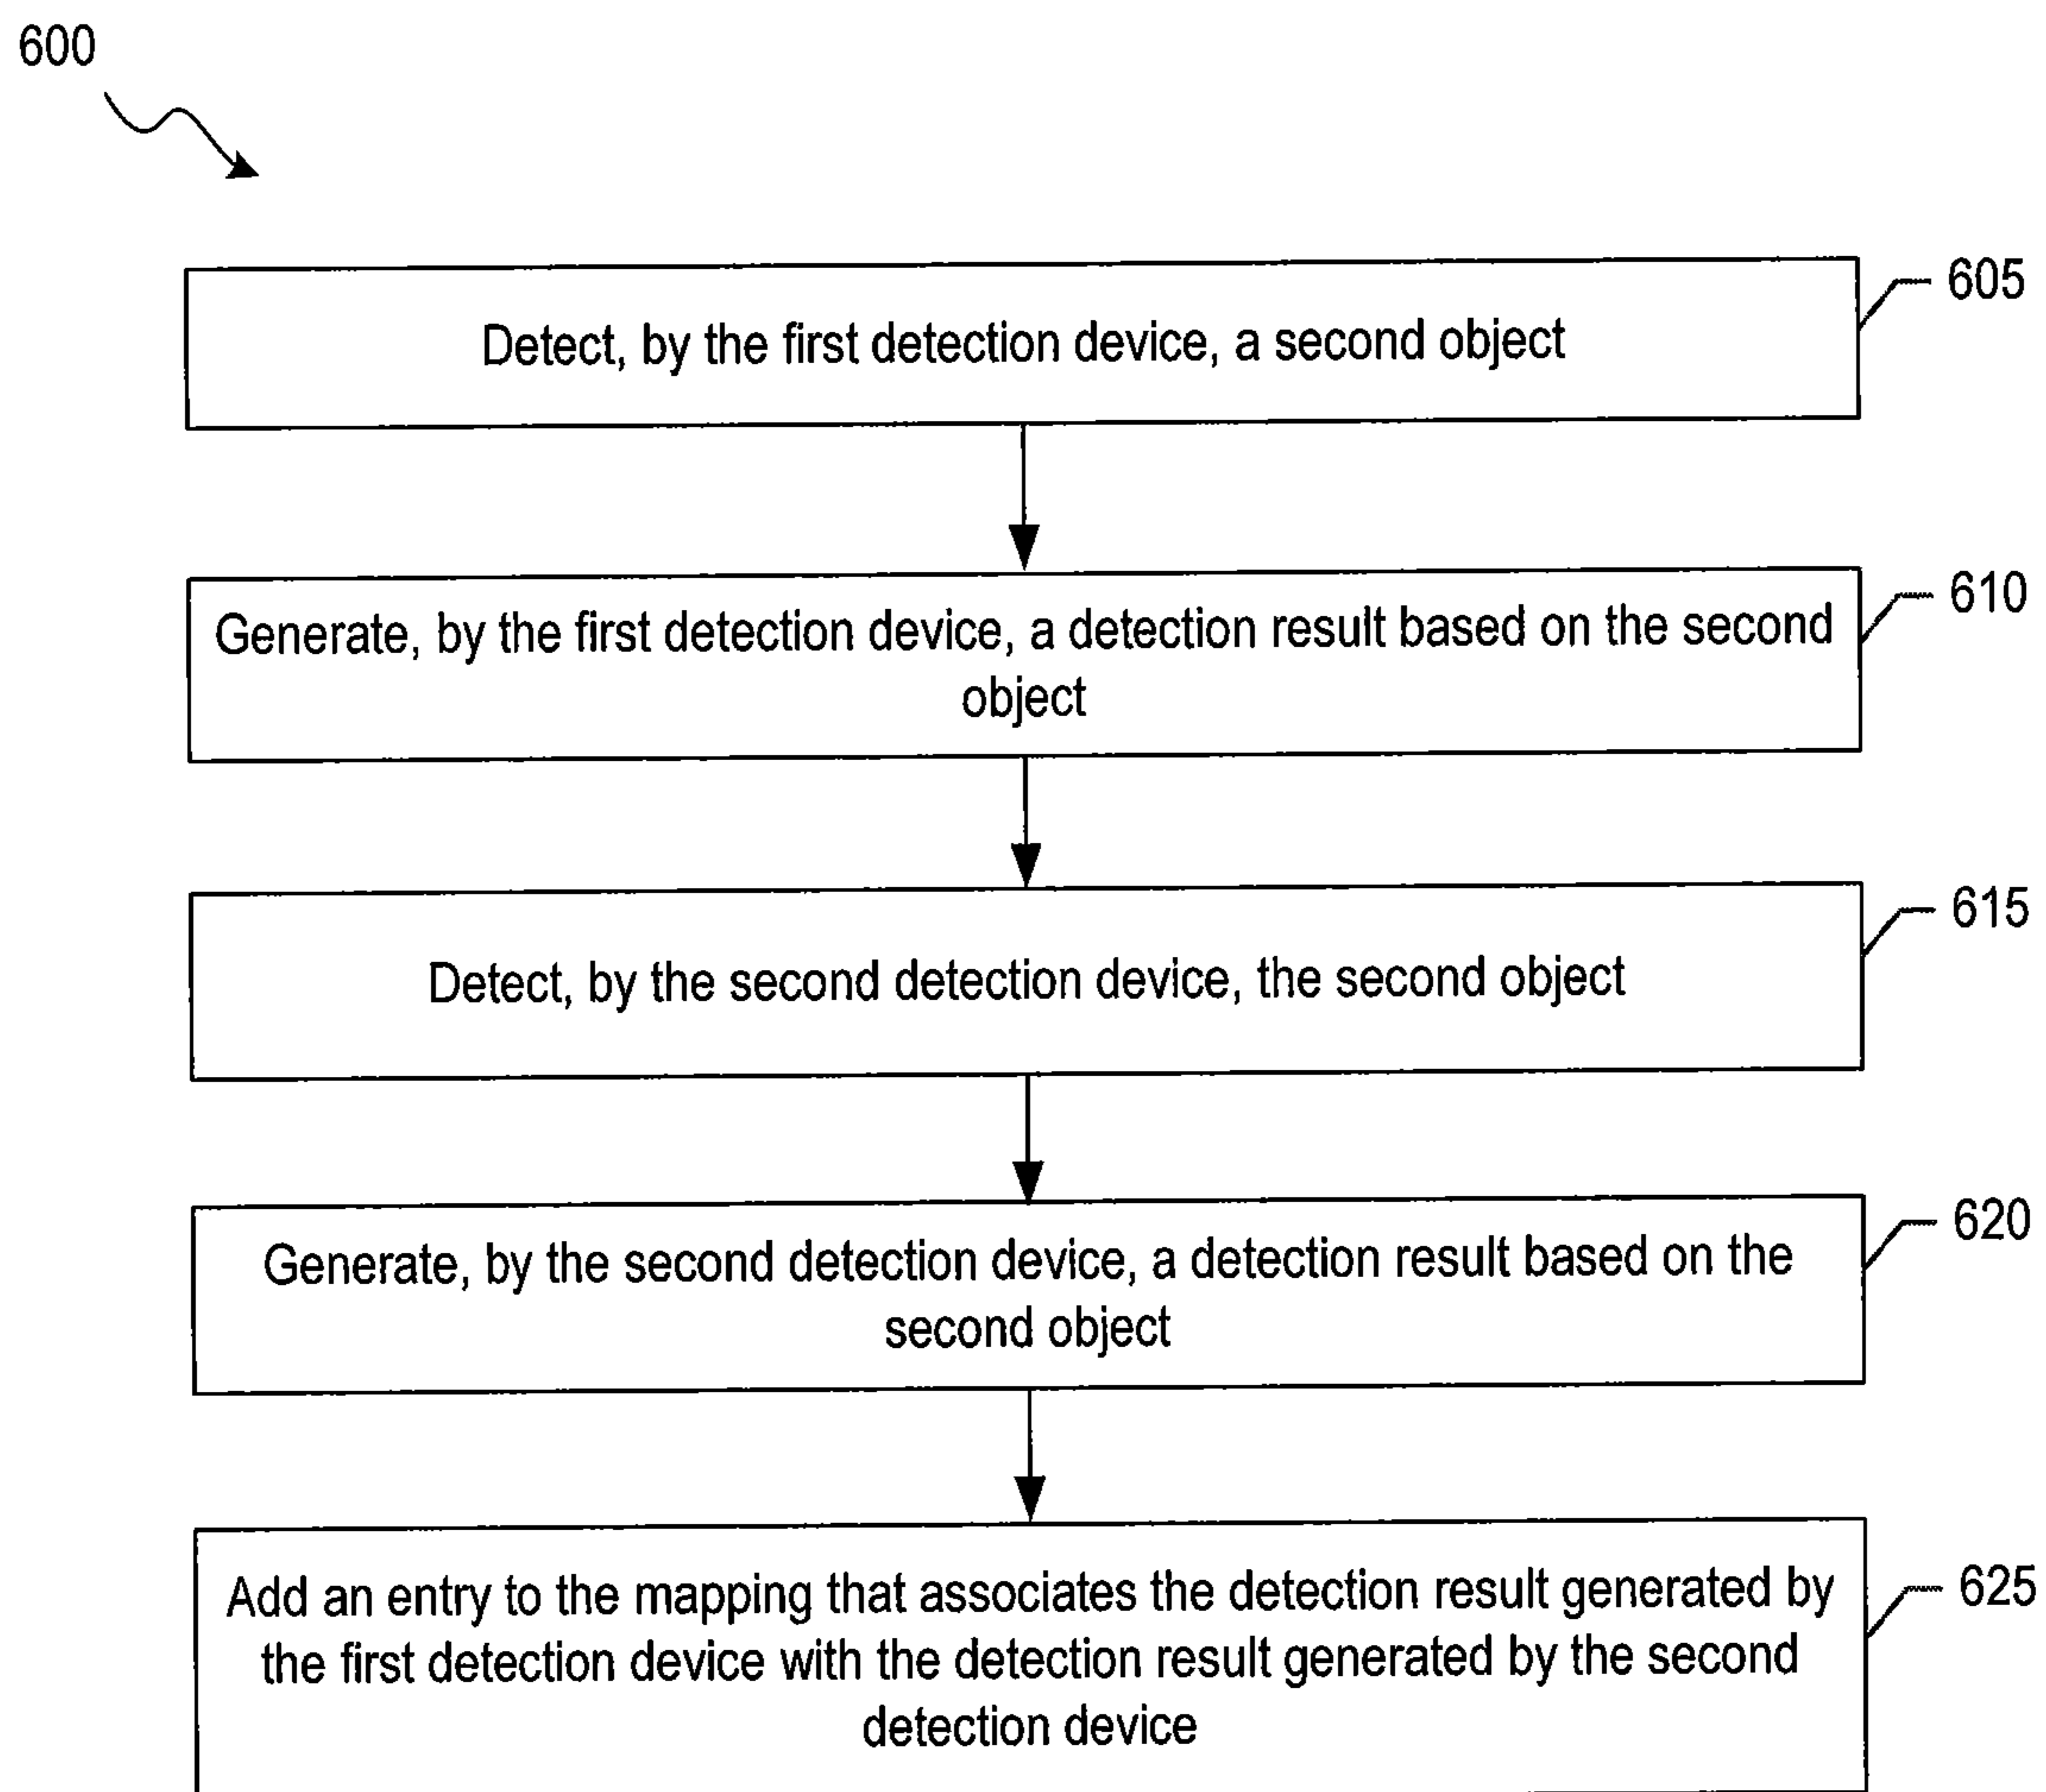 600
605
Detect, by the first detection device, a second object
610
Generate, by the first detection device, a detection result based on the second
object
615
Detect, by the second detection device, the second object
620
Generate, by the second detection device, a detection result based on the
second object
625
Add an entry to the mapping that associates the detection result generated by
the first detection device with the detection result generated by the second
detection device